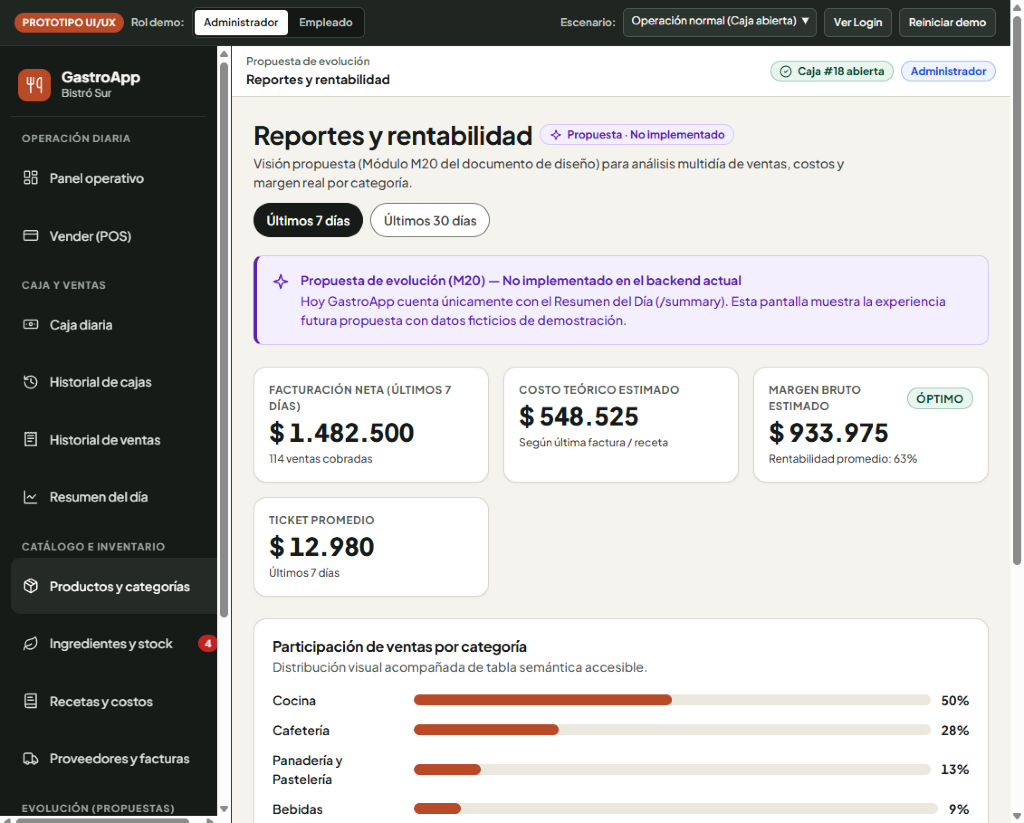 PROTOTIPO UI/UX Rol demo: Administrador Empleado Escenario: Operación normal (Caja abierta) ▼ Ver Login Reiniciar demo
GastroApp
Bistró Sur
OPERACIÓN DIARIA
Panel operativo
Vender (POS)
CAJA Y VENTAS
Caja diaria
Historial de cajas
Historial de ventas
Resumen del día
CATÁLOGO E INVENTARIO
Productos y categorías
Ingredientes y stock 4
Recetas y costos
Proveedores y facturas
EVOLUCIÓN (PROPUESTAS)
Propuesta de evolución
Reportes y rentabilidad
Caja #18 abierta Administrador
Reportes y rentabilidad Propuesta · No implementado
Visión propuesta (Módulo M20 del documento de diseño) para análisis multidía de ventas, costos y
margen real por categoría.
Últimos 7 días Últimos 30 días
Propuesta de evolución (M20) — No implementado en el backend actual
Hoy GastroApp cuenta únicamente con el Resumen del Día (/summary). Esta pantalla muestra la experiencia
futura propuesta con datos ficticios de demostración.
FACTURACIÓN NETA (ÚLTIMOS 7
DÍAS)
$ 1.482.500
114 ventas cobradas
COSTO TEÓRICO ESTIMADO
$ 548.525
Según última factura / receta
MARGEN BRUTO
ESTIMADO
ÓPTIMO
$ 933.975
Rentabilidad promedio: 63%
TICKET PROMEDIO
$ 12.980
Últimos 7 días
Participación de ventas por categoría
Distribución visual acompañada de tabla semántica accesible.
Cocina 50%
Cafetería 28%
Panadería y
Pastelería 13%
Bebidas 9%